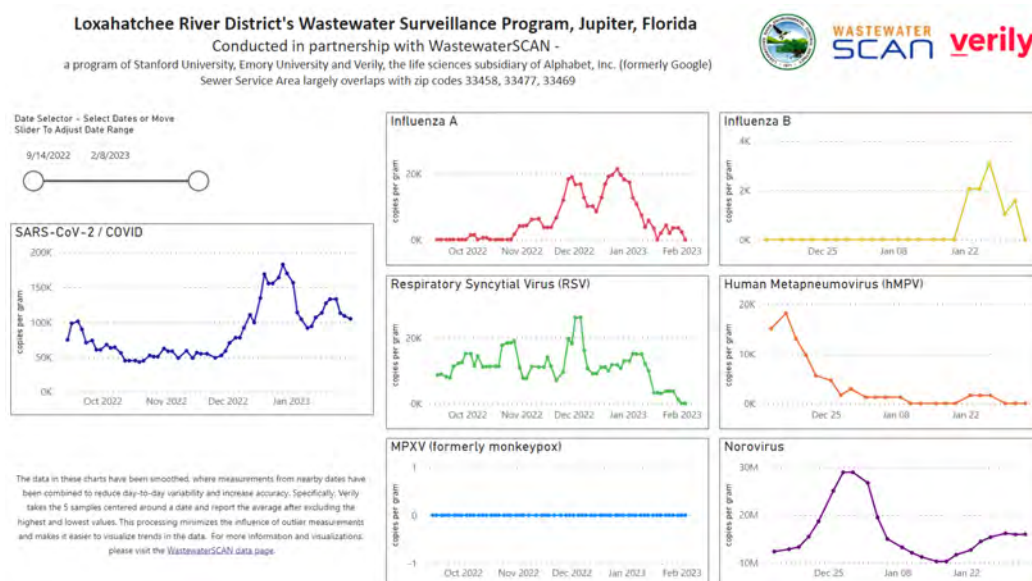 Loxahatchee River District's Wastewater Surveillance Program, Jupiter, Florida
Conducted in partnership with WastewaterSCAN -
a program of Stanford University, Emory University and Verily, the life sciences subsidiary of Alphabet, Inc. (formerly Google)
Sewer Service Area largely overlaps with zip codes 33458, 33477, 33469
WASTEWATER
SCAN
verily
Date Selector - Select Dates or Move
Slider To Adjust Date Range
9/14/2022 2/8/2023
SARS-CoV-2 / COVID
copies per gram
200K
150K
100K
50K
0K
Oct 2022 Nov 2022 Dec 2022 Jan 2023
The data in these charts have been smoothed, where measurements from nearby dates have
been combined to reduce day-to-day variability and increase accuracy. Specifically, Verily
takes the 5 samples centered around a date and report the average after excluding the
highest and lowest values. This processing minimizes the influence of outlier measurements
and makes it easier to visualize trends in the data. For more information and visualizations,
please visit the WastewaterSCAN data page.
Influenza A
copies per gram
20K
0K
Oct 2022 Nov 2022 Dec 2022 Jan 2023 Feb 2023
Influenza B
copies per gram
4K
2K
0K
Dec 25 Jan 08 Jan 22
Respiratory Syncytial Virus (RSV)
copies per gram
20K
0K
Oct 2022 Nov 2022 Dec 2022 Jan 2023 Feb 2023
Human Metapneumovirus (hMPV)
copies per gram
20K
10K
0K
Dec 25 Jan 08 Jan 22
MPXV (formerly monkeypox)
copies per gram
1
0
-1
Oct 2022 Nov 2022 Dec 2022 Jan 2023 Feb 2023
Norovirus
copies per gram
30M
20M
10M
Dec 25 Jan 08 Jan 22